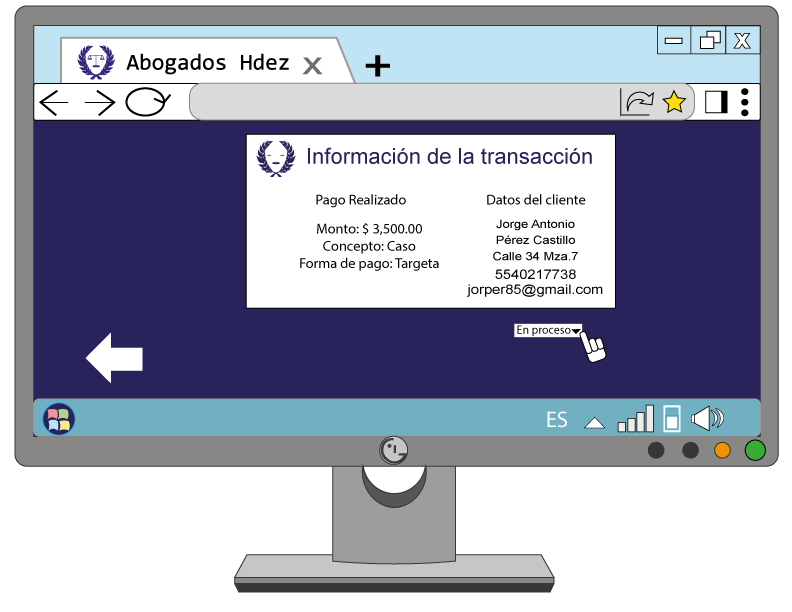 Abogados Hdez X
X
Información de la transacción
Pago Realizado
Monto: $ 3,500.00
Concepto: Caso
Forma de pago: Targeta
Datos del cliente
Jorge Antonio
Pérez Castillo
Calle 34 Mza.7
5540217738
jorper85@gmail.com
En proceso
ES